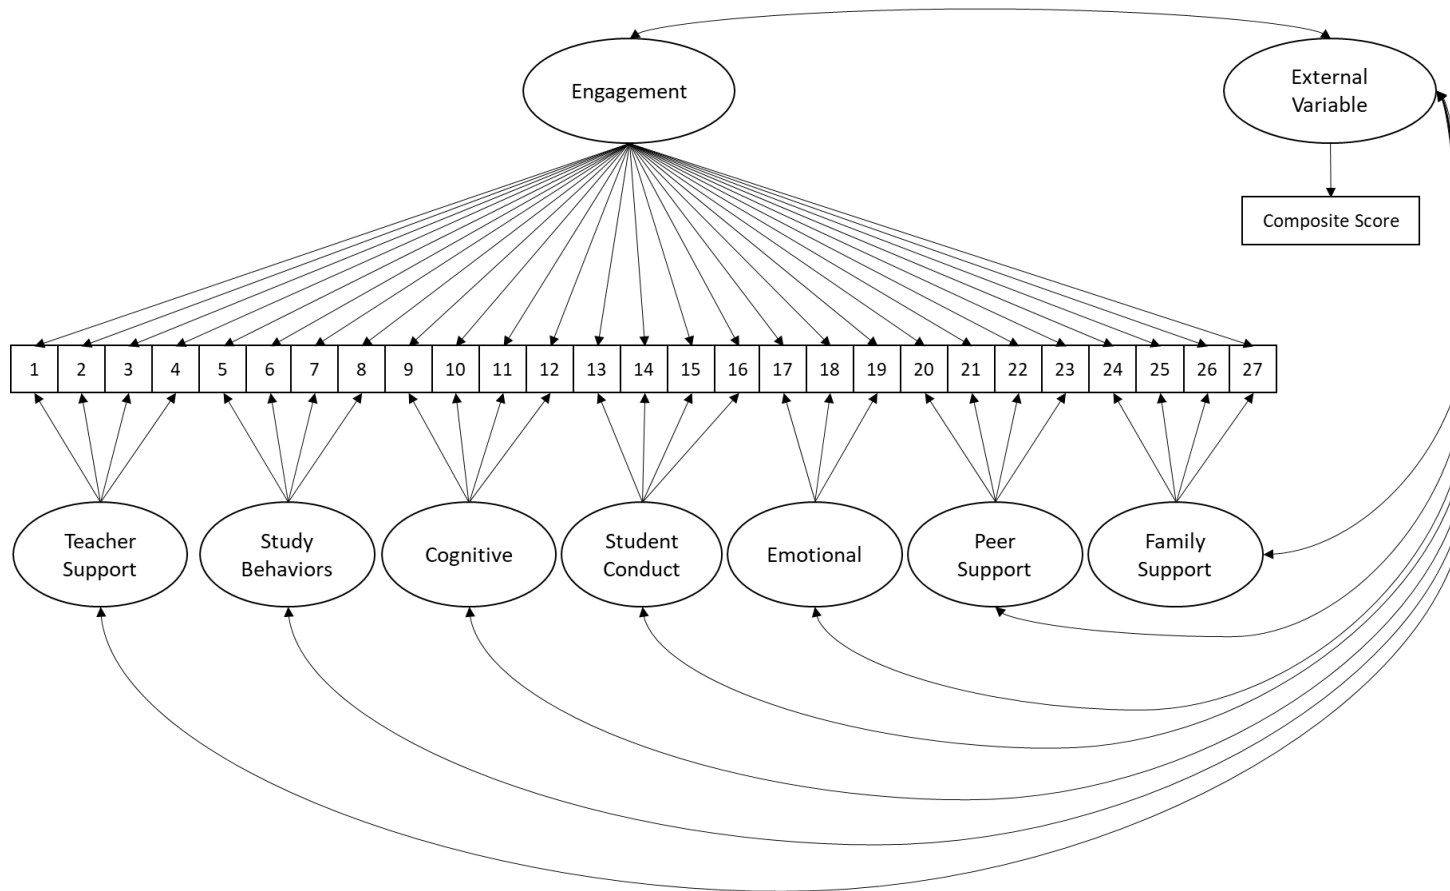 Engagement
External
Variable
Composite Score
1 2 3 4 5 6 7 8 9 10 11 12 13 14 15 16 17 18 19 20 21 22 23 24 25 26 27
Teacher
Support
Study
Behaviors
Cognitive
Student
Conduct
Emotional
Peer
Support
Family
Support